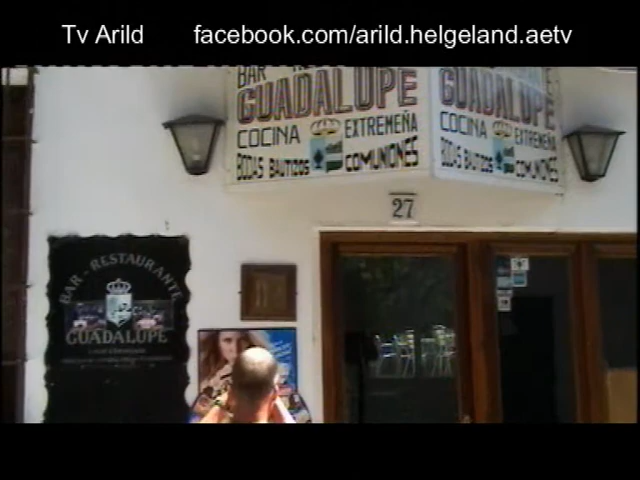 Tv Arild facebook.com/arild.helgeland.aetv
BAR - REST
GUADALUPE
COCINA EXTREMEÑA
BODAS BAUTIZOS COMUNIONES
GUADALUPE
COCINA EXTREMEÑA
BODAS BAUTIZOS COMUNIONES
27
BAR - RESTAURANTE
GUADALUPE